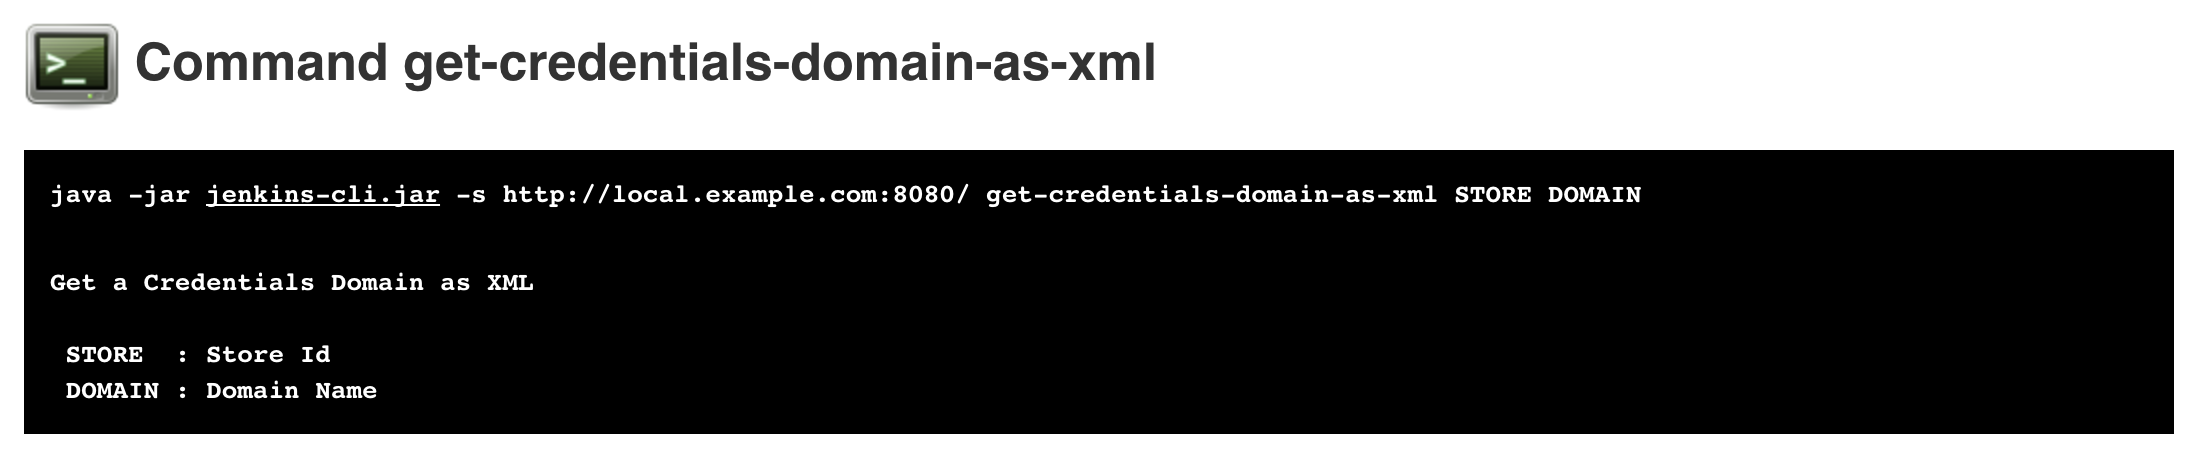 >_
Command get-credentials-domain-as-xml
java -jar jenkins-cli.jar -s http://local.example.com:8080/ get-credentials-domain-as-xml STORE DOMAIN
Get a Credentials Domain as XML
STORE  : Store Id
DOMAIN : Domain Name